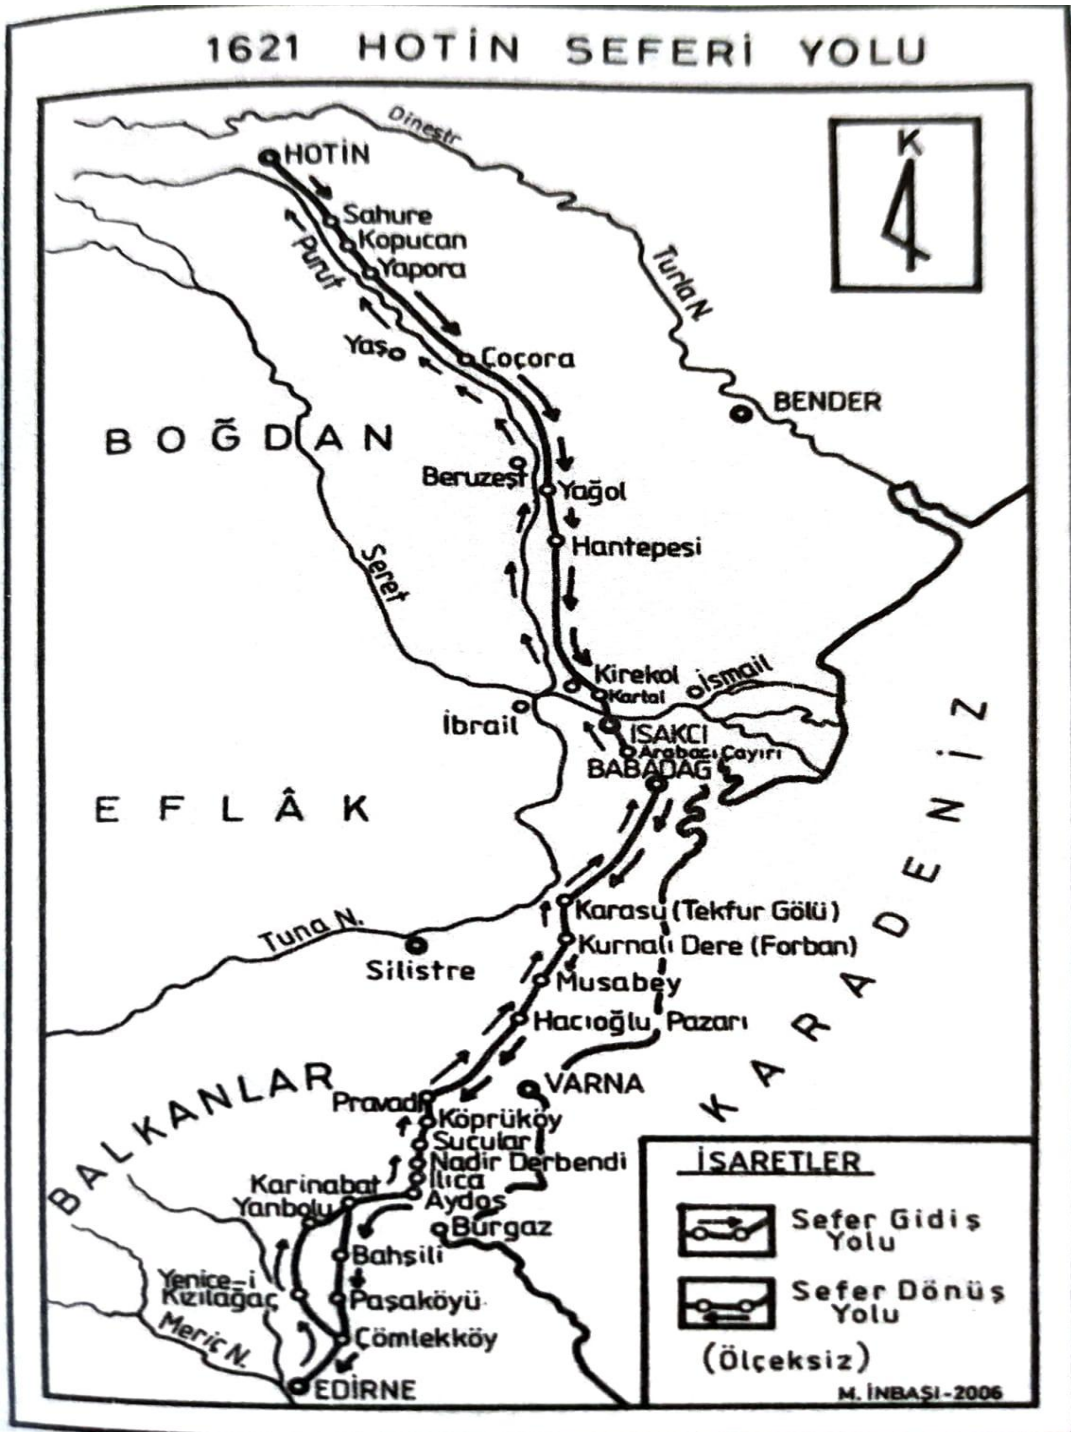 1621 HOTİN SEFERİ YOLU
Dinestr
K
HOTİN
Sahure
Kopucan
Yapora
Purut
Turla N.
Yaş
Çoçora
BENDER
BOĞDAN
Beruzeşt
Yağol
Hantepesi
Seret
Kirekol
İsmail
Kartal
İbrail
İSAKCI
Arabacı Çayırı
BABADAĞ
KARADENİZ
EFLÂK
Karasu (Tekfur Gölü)
Tuna N.
Kurnalı Dere (Forban)
Silistre
Musabey
Hacıoğlu Pazarı
BALKANLAR
VARNA
Pravadi
Köprüköy
Sucular
Nadir Derbendi
Ilıca
Karinabat
Aydos
Yanbolu
Burgaz
Bahşili
Yenice-i
Kızılağaç
Paşaköyü
Meriç N.
Çömlekköy
EDİRNE
İŞARETLER
Sefer Gidiş
Yolu
Sefer Dönüş
Yolu
(Ölçeksiz)
M. İNBAŞI-2006